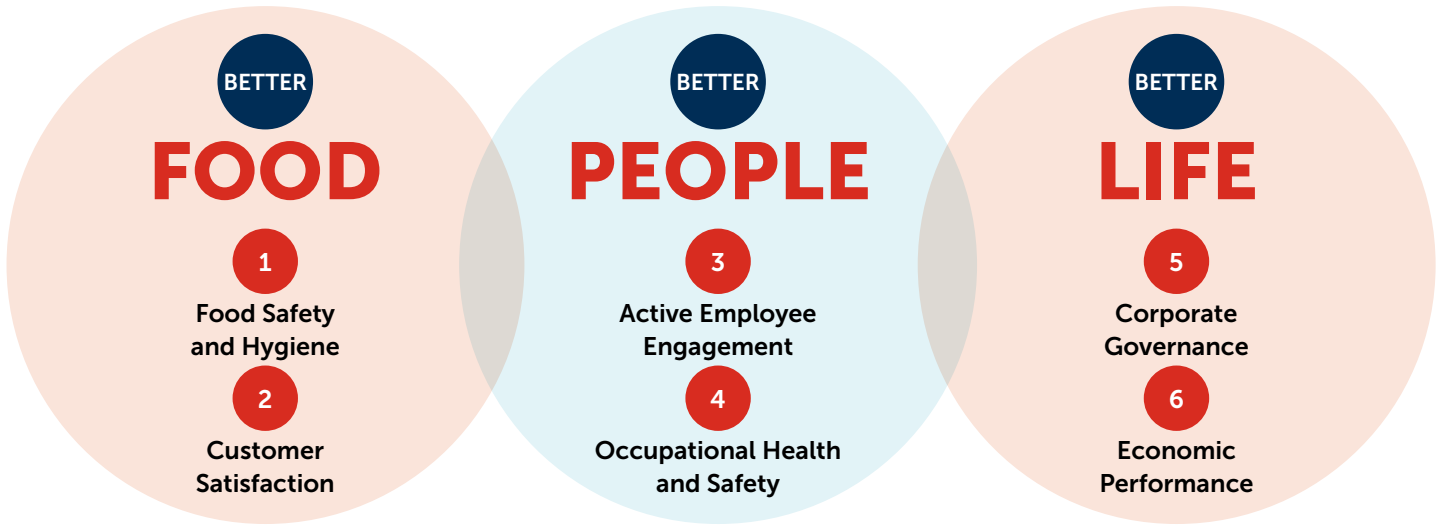 BETTER
FOOD
1
Food Safety
and Hygiene
2
Customer
Satisfaction
BETTER
PEOPLE
3
Active Employee
Engagement
4
Occupational Health
and Safety
BETTER
LIFE
5
Corporate
Governance
6
Economic
Performance